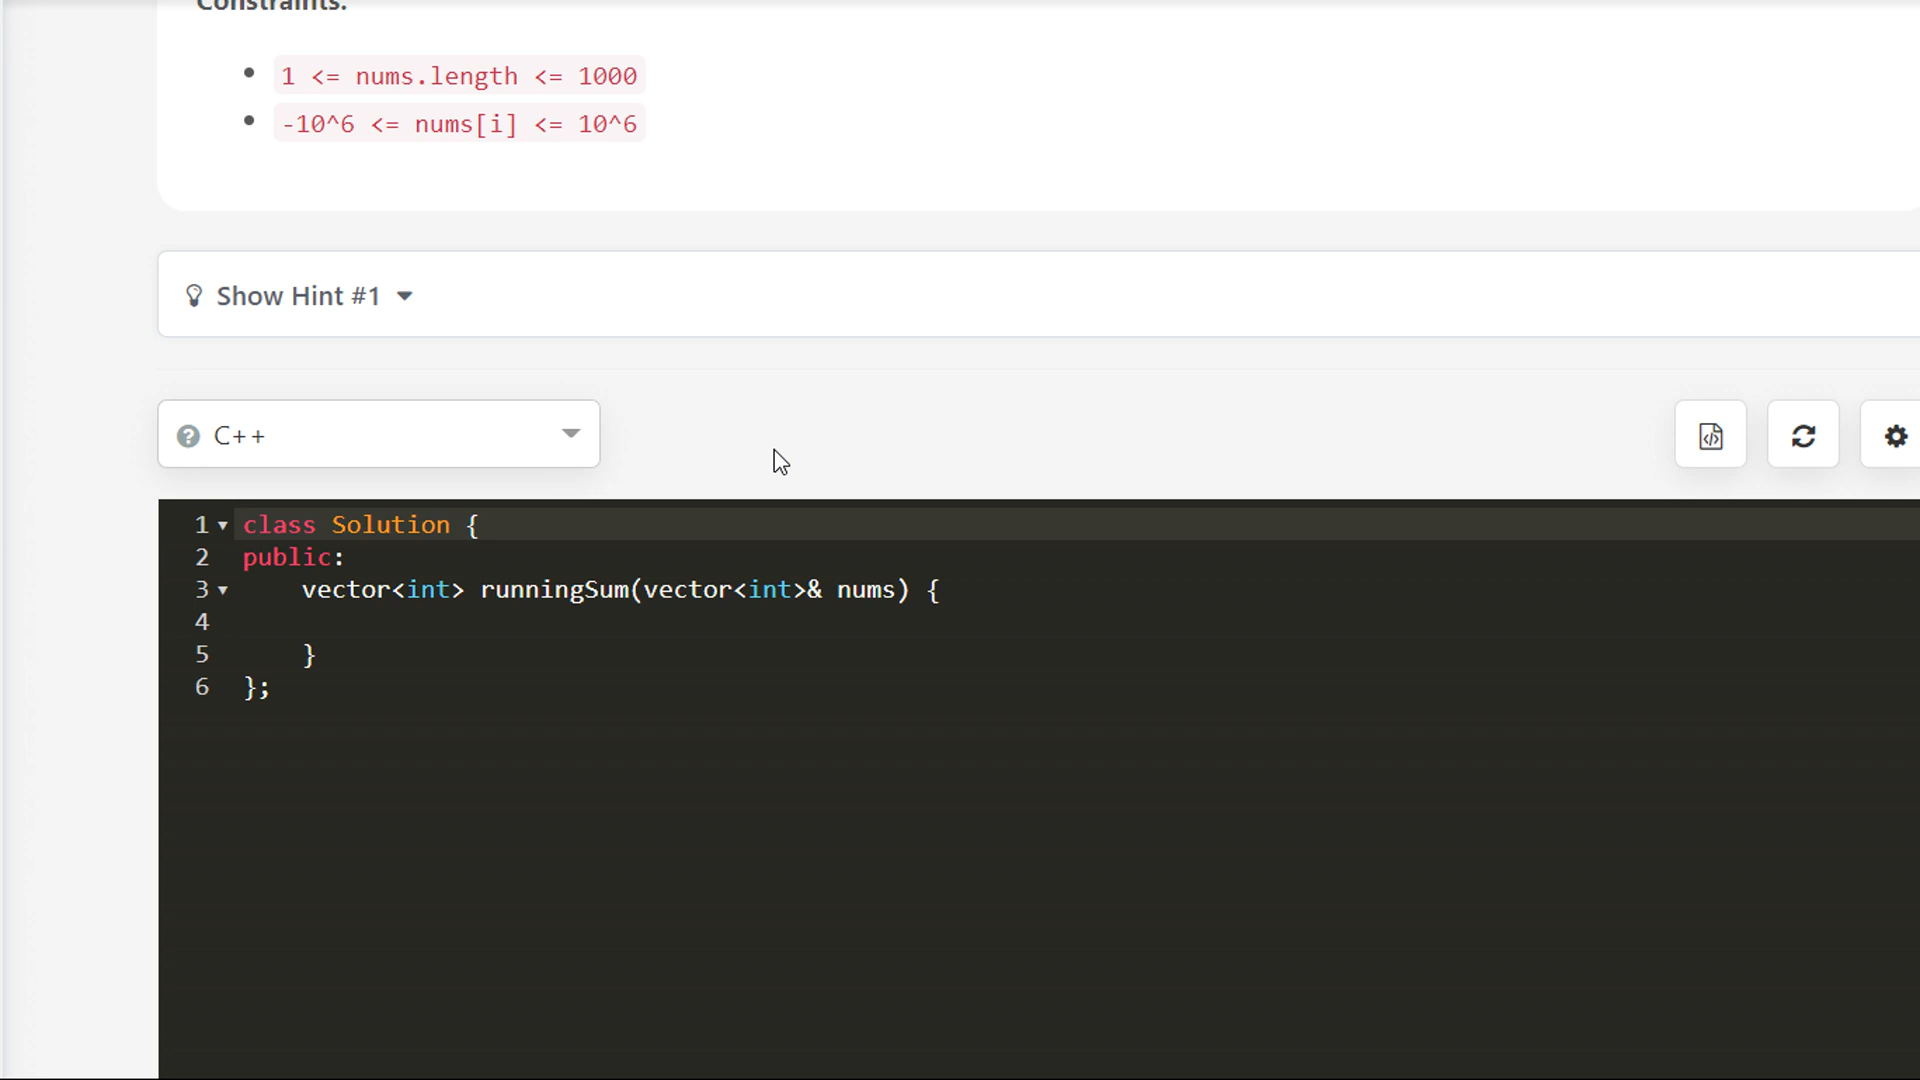 Constraints:
1 <= nums.length <= 1000
-10^6 <= nums[i] <= 10^6
Show Hint #1
C++
1 class Solution {
2 public:
3 vector<int> runningSum(vector<int>& nums) {
4
5 }
6 };